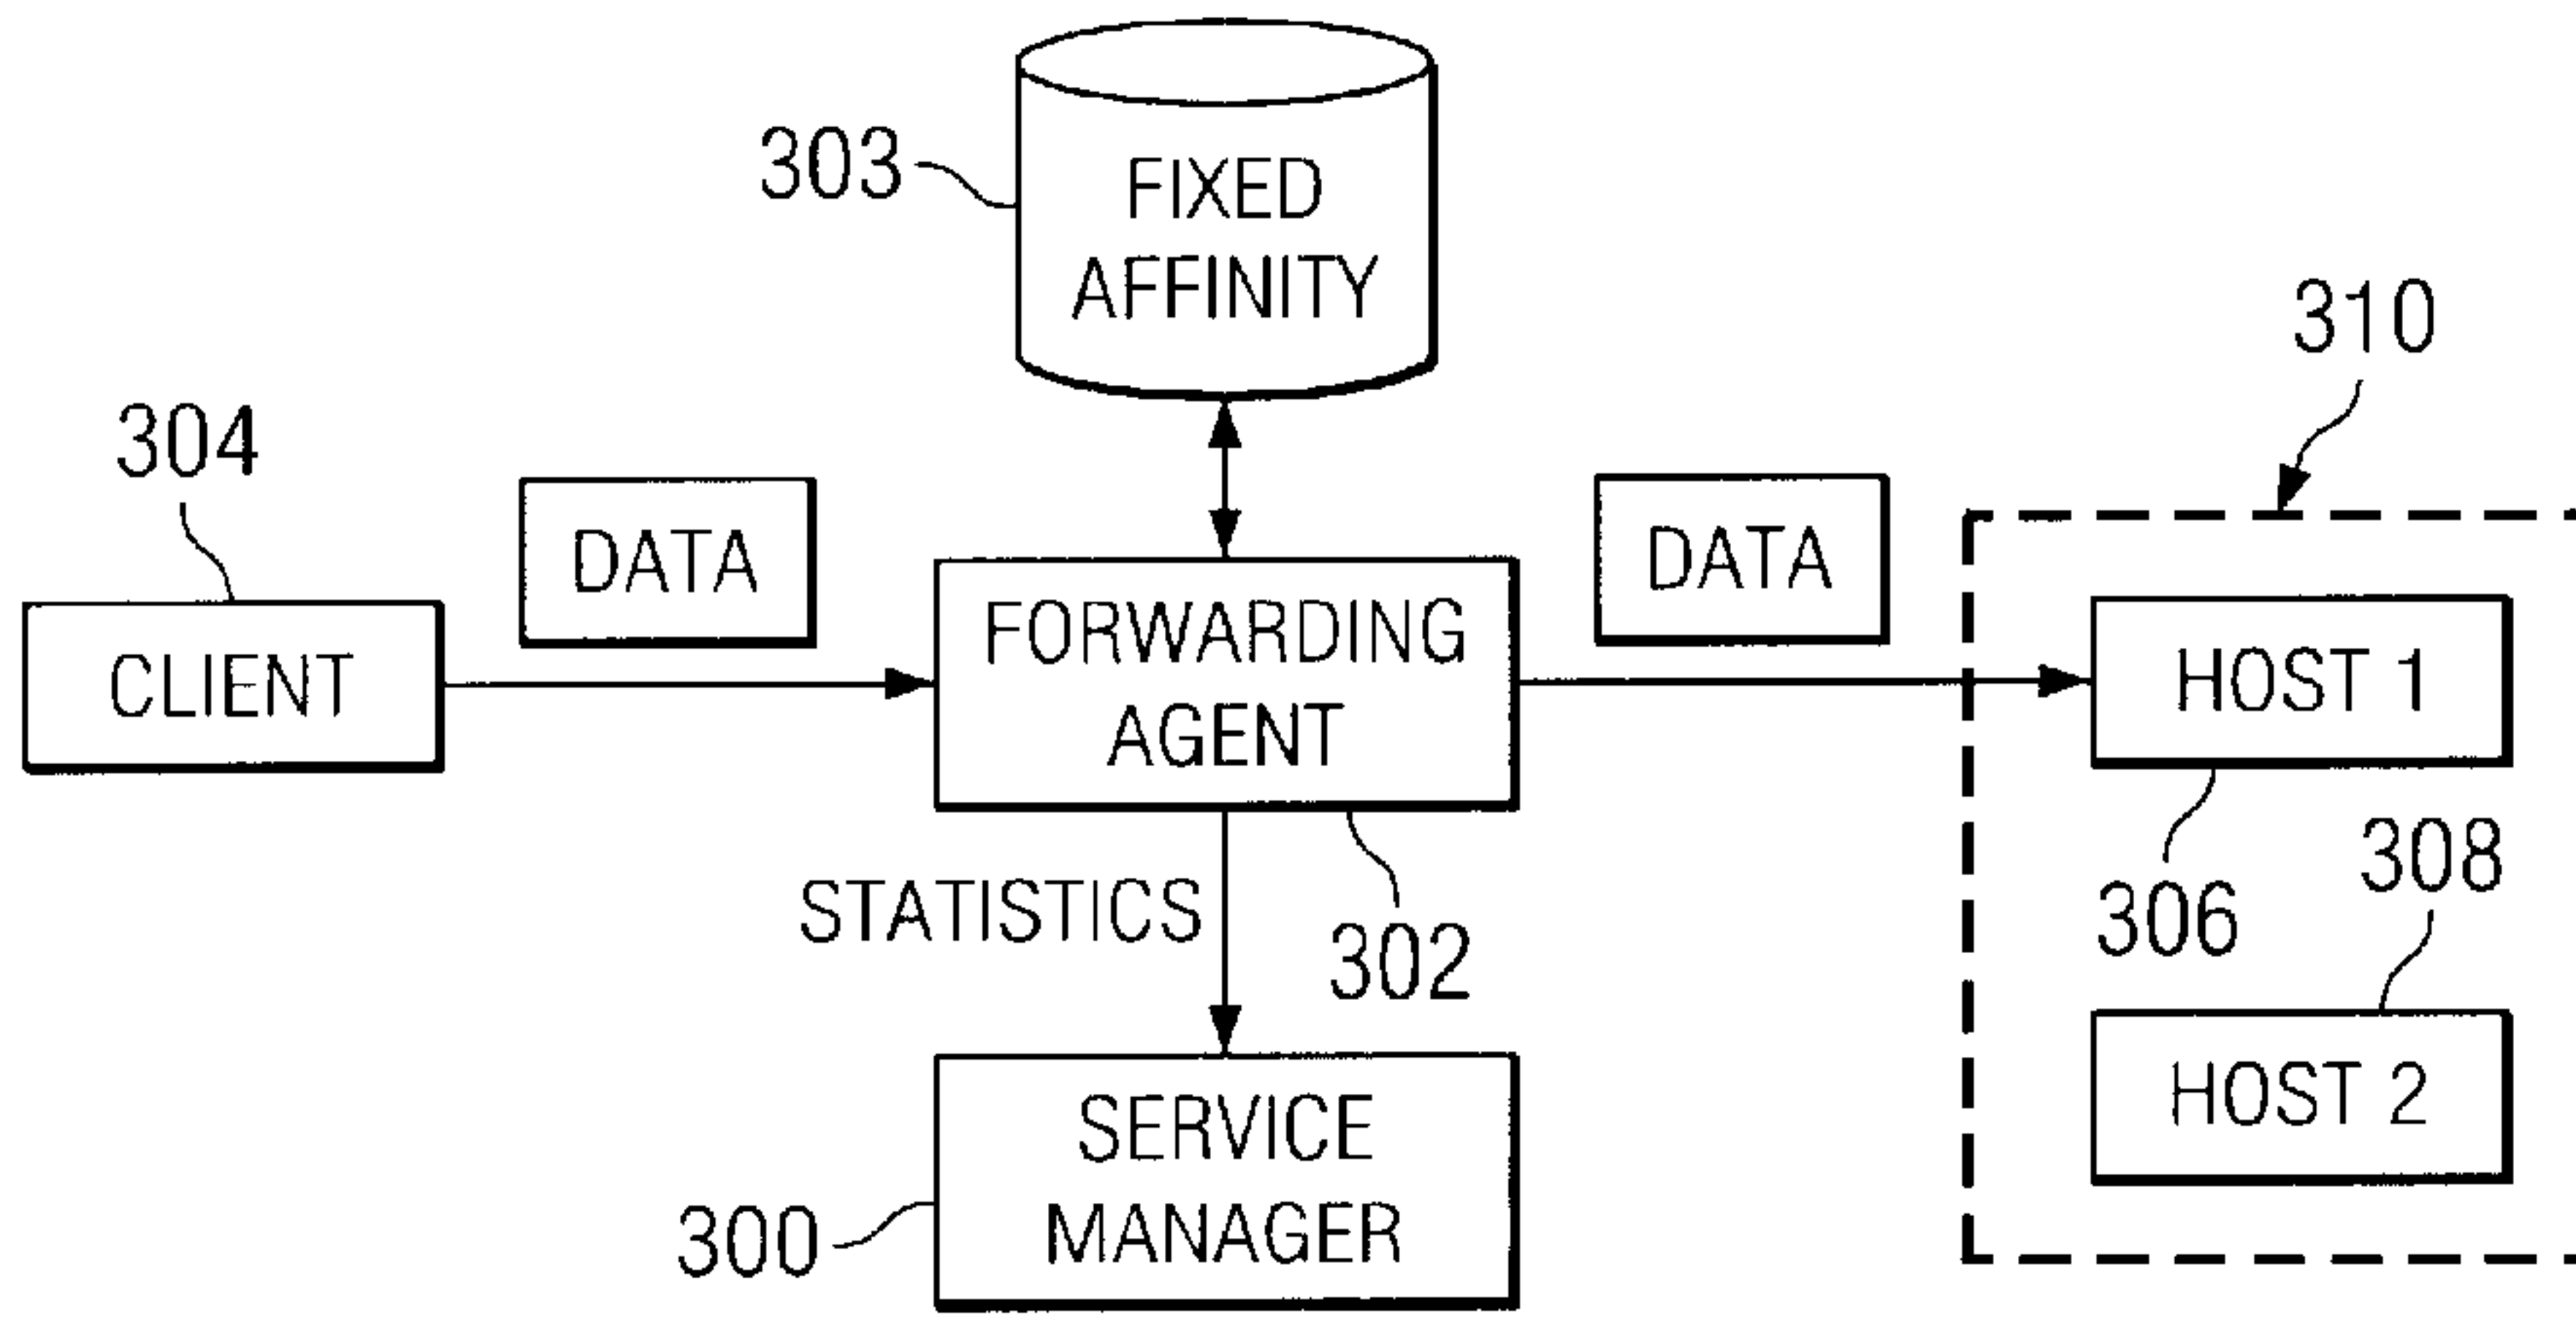 303
FIXED
AFFINITY
310
304
DATA
DATA
CLIENT
FORWARDING
AGENT
HOST 1
STATISTICS
302
306
308
SERVICE
MANAGER
300
HOST 2